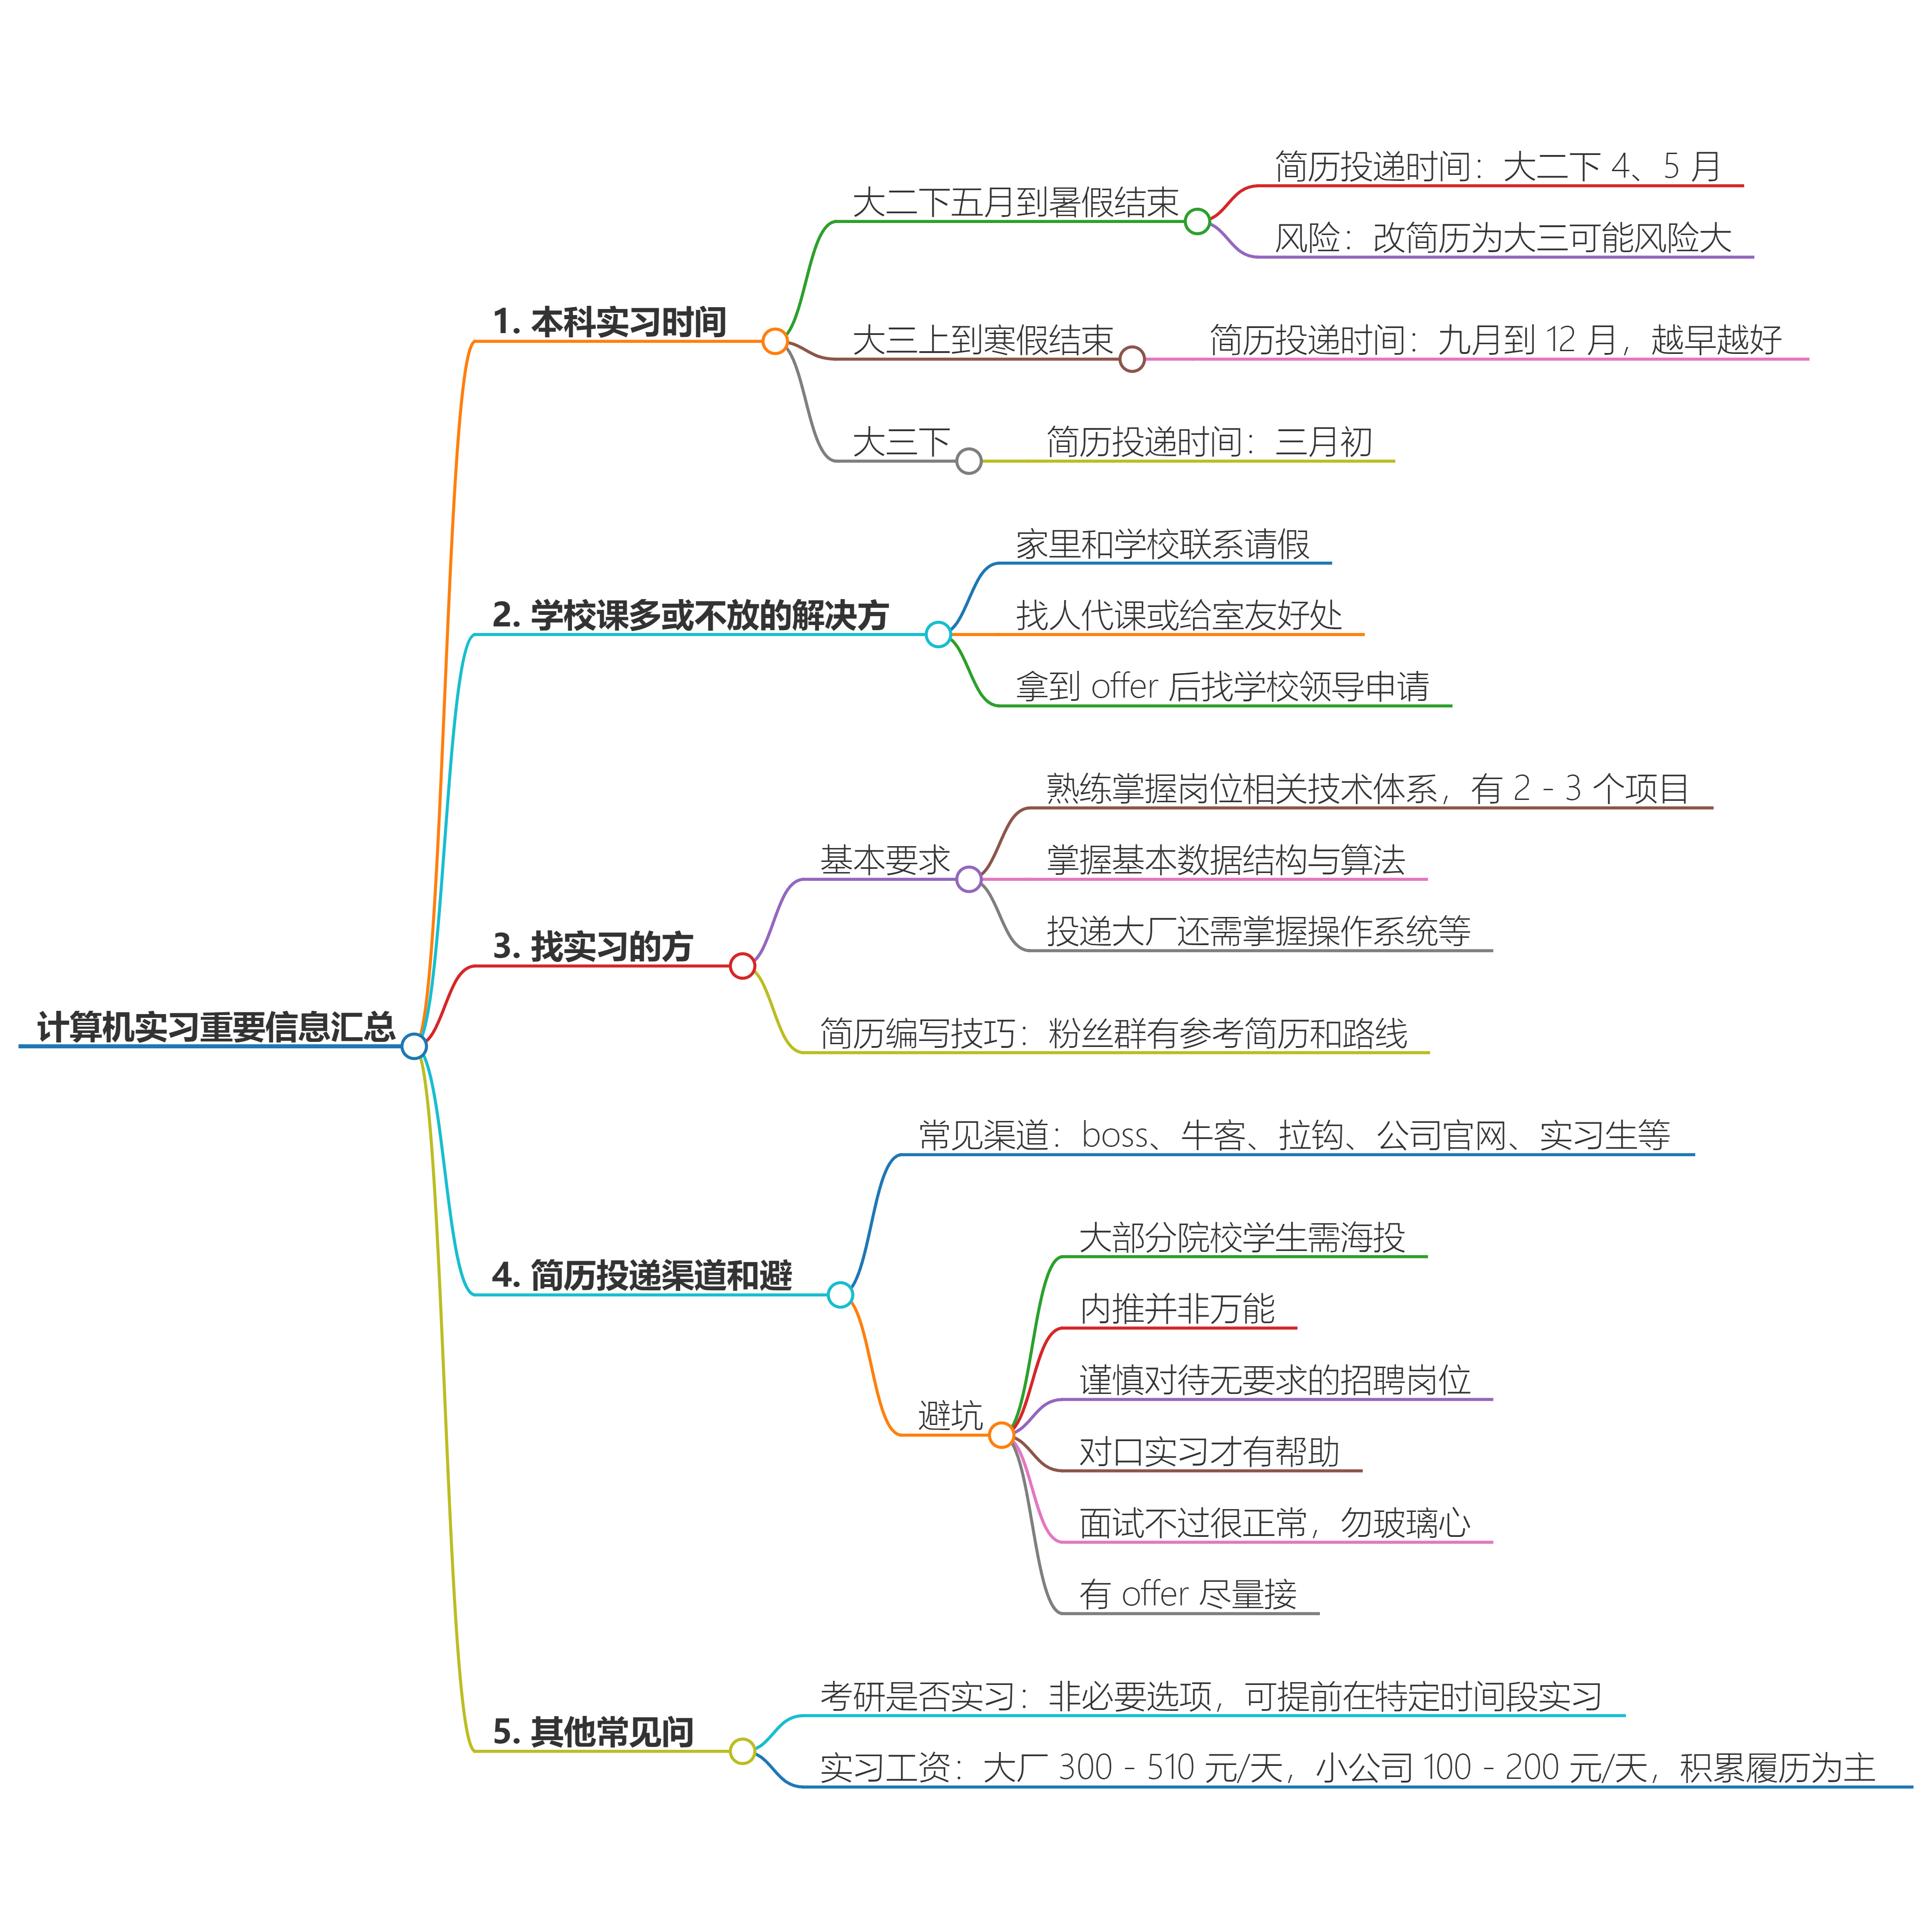 计算机实习重要信息汇总
1. 本科实习时间
大二下五月到暑假结束
简历投递时间：大二下 4、5 月
风险：改简历为大三可能风险大
大三上到寒假结束
简历投递时间：九月到 12 月，越早越好
大三下
简历投递时间：三月初
2. 学校课多或不放的解决方
家里和学校联系请假
找人代课或给室友好处
拿到 offer 后找学校领导申请
3. 找实习的方
基本要求
熟练掌握岗位相关技术体系，有 2 - 3 个项目
掌握基本数据结构与算法
投递大厂还需掌握操作系统等
简历编写技巧：粉丝群有参考简历和路线
4. 简历投递渠道和避
常见渠道：boss、牛客、拉钩、公司官网、实习生等
避坑
大部分院校学生需海投
内推并非万能
谨慎对待无要求的招聘岗位
对口实习才有帮助
面试不过很正常，勿玻璃心
有 offer 尽量接
5. 其他常见问
考研是否实习：非必要选项，可提前在特定时间段实习
实习工资：大厂 300 - 510 元/天，小公司 100 - 200 元/天，积累履历为主